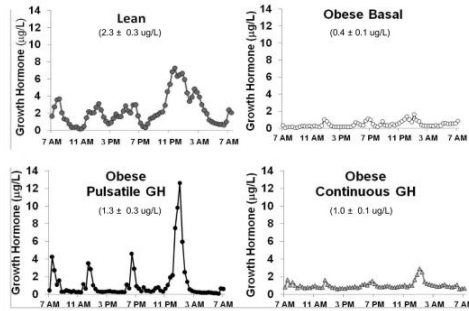 Lean
(2.3 ± 0.3 ug/L)
Growth Hormone (µg/L)
14
12
10
8
6
4
2
0
7 AM 11 AM 3 PM 7 PM 11 PM 3 AM 7 AM
Obese Basal
(0.4 ± 0.1 ug/L)
Growth Hormone (µg/L)
14
12
10
8
6
4
2
0
7 AM 11 AM 3 PM 7 PM 11 PM 3 AM 7 AM
Obese
Pulsatile GH
(1.3 ± 0.3 ug/L)
Growth Hormone (µg/L)
14
12
10
8
6
4
2
0
7 AM 11 AM 3 PM 7 PM 11 PM 3 AM 7 AM
Obese
Continuous GH
(1.0 ± 0.1 ug/L)
Growth Hormone (µg/L)
14
12
10
8
6
4
2
0
7 AM 11 AM 3 PM 7 PM 11 PM 3 AM 7 AM